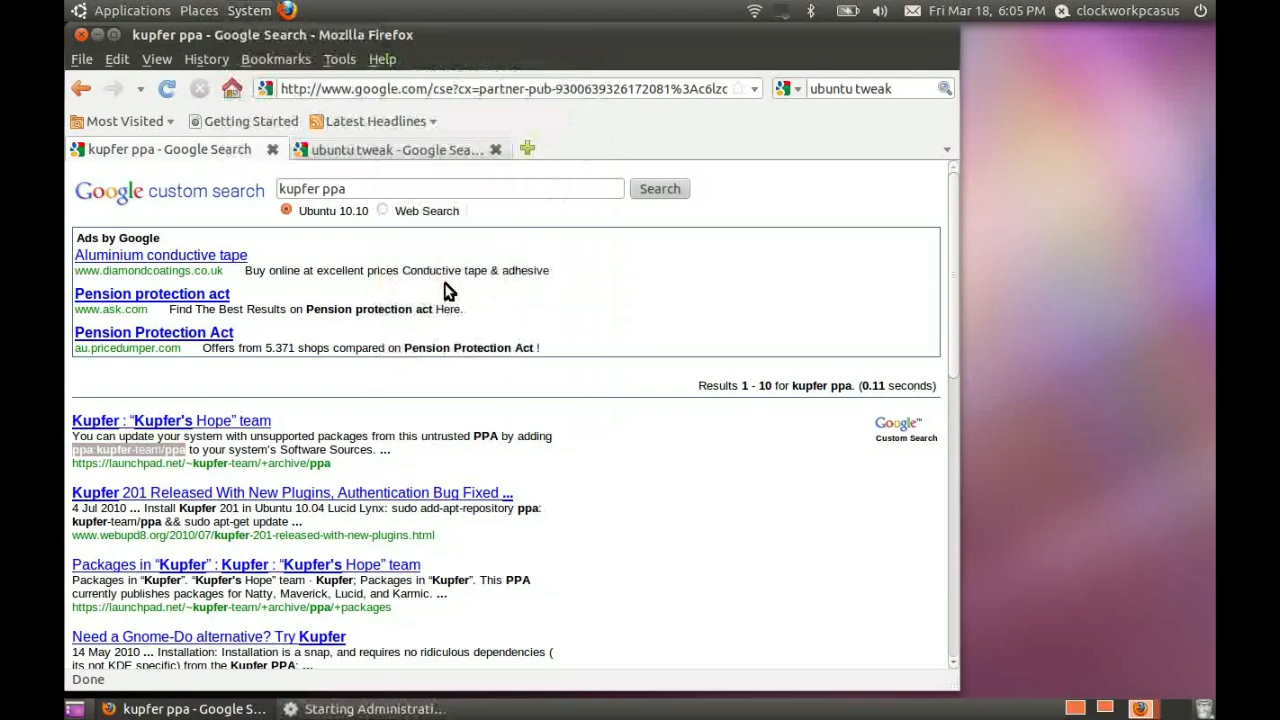 Applications Places System Fri Mar 18, 6:05 PM clockworkpcasus
kupfer ppa - Google Search - Mozilla Firefox
File Edit View History Bookmarks Tools Help
http://www.google.com/cse?cx=partner-pub-9300639326172081%3Ac6lzc ubuntu tweak
Most Visited Getting Started Latest Headlines
kupfer ppa - Google Search ubuntu tweak - Google Sea...
Google custom search kupfer ppa Search
Ubuntu 10.10 Web Search
Ads by Google
Aluminium conductive tape
www.diamondcoatings.co.uk Buy online at excellent prices Conductive tape & adhesive
Pension protection act
www.ask.com Find The Best Results on Pension protection act Here.
Pension Protection Act
au.pricedumper.com Offers from 5.371 shops compared on Pension Protection Act !
Results 1 - 10 for kupfer ppa. (0.11 seconds)
Kupfer : “Kupfer's Hope” team
You can update your system with unsupported packages from this untrusted PPA by adding
ppa:kupfer-team/ppa to your system's Software Sources. ...
https://launchpad.net/~kupfer-team/+archive/ppa
Google™
Custom Search
Kupfer 201 Released With New Plugins, Authentication Bug Fixed ...
4 Jul 2010 ... Install Kupfer 201 in Ubuntu 10.04 Lucid Lynx: sudo add-apt-repository ppa:
kupfer-team/ppa && sudo apt-get update ...
www.webupd8.org/2010/07/kupfer-201-released-with-new-plugins.html
Packages in “Kupfer” : Kupfer : “Kupfer's Hope” team
Packages in “Kupfer”. “Kupfer's Hope” team · Kupfer; Packages in “Kupfer”. This PPA
currently publishes packages for Natty, Maverick, Lucid, and Karmic. ...
https://launchpad.net/~kupfer-team/+archive/ppa/+packages
Need a Gnome-Do alternative? Try Kupfer
14 May 2010 ... Installation: Installation is a snap, and requires no ridiculous dependencies (
its not KDE specific) from the Kupfer PPA: ...
Done
kupfer ppa - Google S... Starting Administrati...